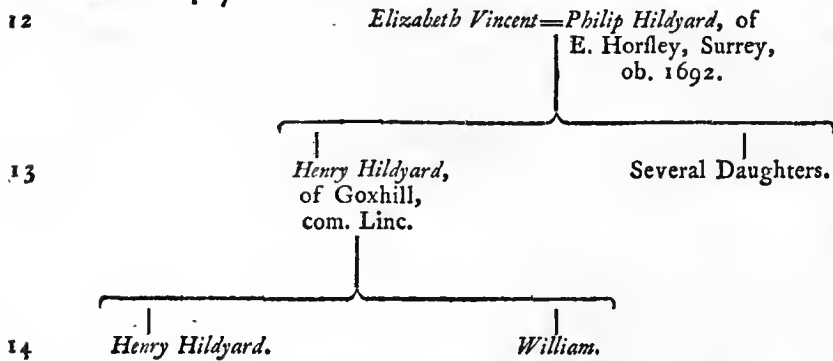 12 Elizabeth Vincent=Philip Hildyard, of
E. Horſley, Surrey,
ob. 1692.
13 Henry Hildyard, Several Daughters.
of Goxhill,
com. Linc.
14 Henry Hildyard. William.